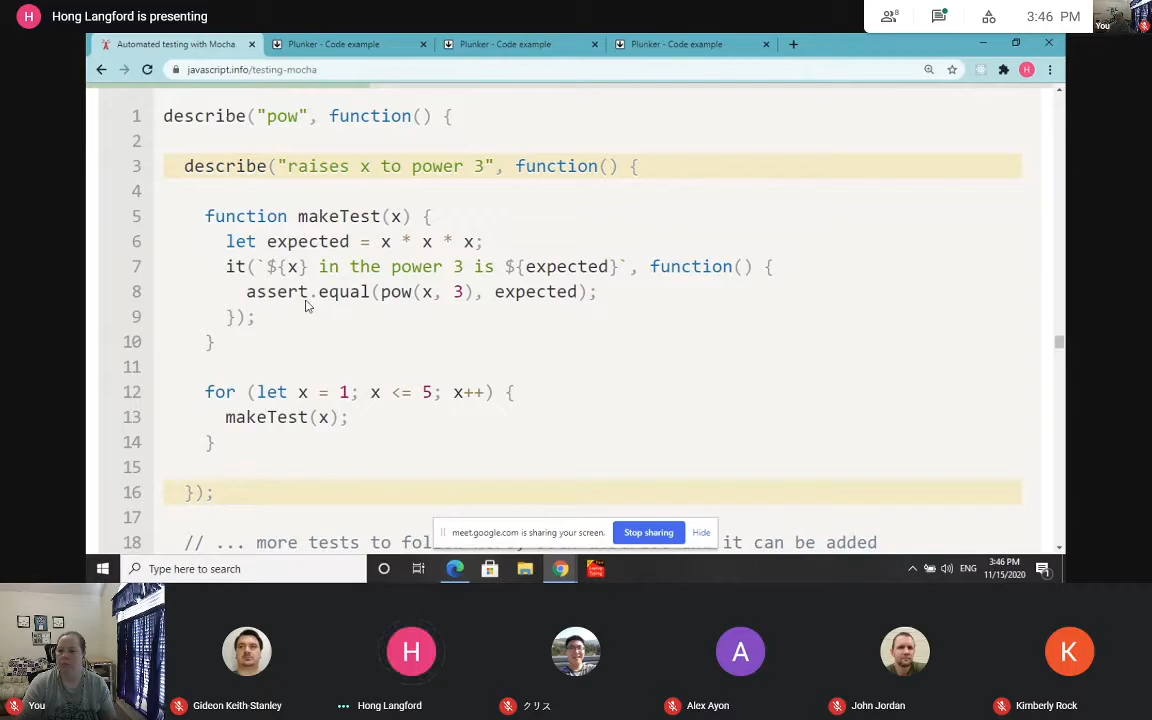 H Hong Langford is presenting
8
3:46 PM
You
Automated testing with Mocha
Plunker - Code example
Plunker - Code example
Plunker - Code example
javascript.info/testing-mocha
H
1 describe("pow", function() {
2
3 describe("raises x to power 3", function() {
4
5 function makeTest(x) {
6 let expected = x * x * x;
7 it(`${x} in the power 3 is ${expected}`, function() {
8 assert.equal(pow(x, 3), expected);
9 });
10 }
11
12 for (let x = 1; x <= 5; x++) {
13 makeTest(x);
14 }
15
16 });
17
meet.google.com is sharing your screen. Stop sharing Hide
18 // ... more tests to it can be added
Type here to search
ENG
3:46 PM
11/15/2020
1
H
A
K
You
Gideon Keith-Stanley
Hong Langford
クリス
Alex Ayon
John Jordan
Kimberly Rock